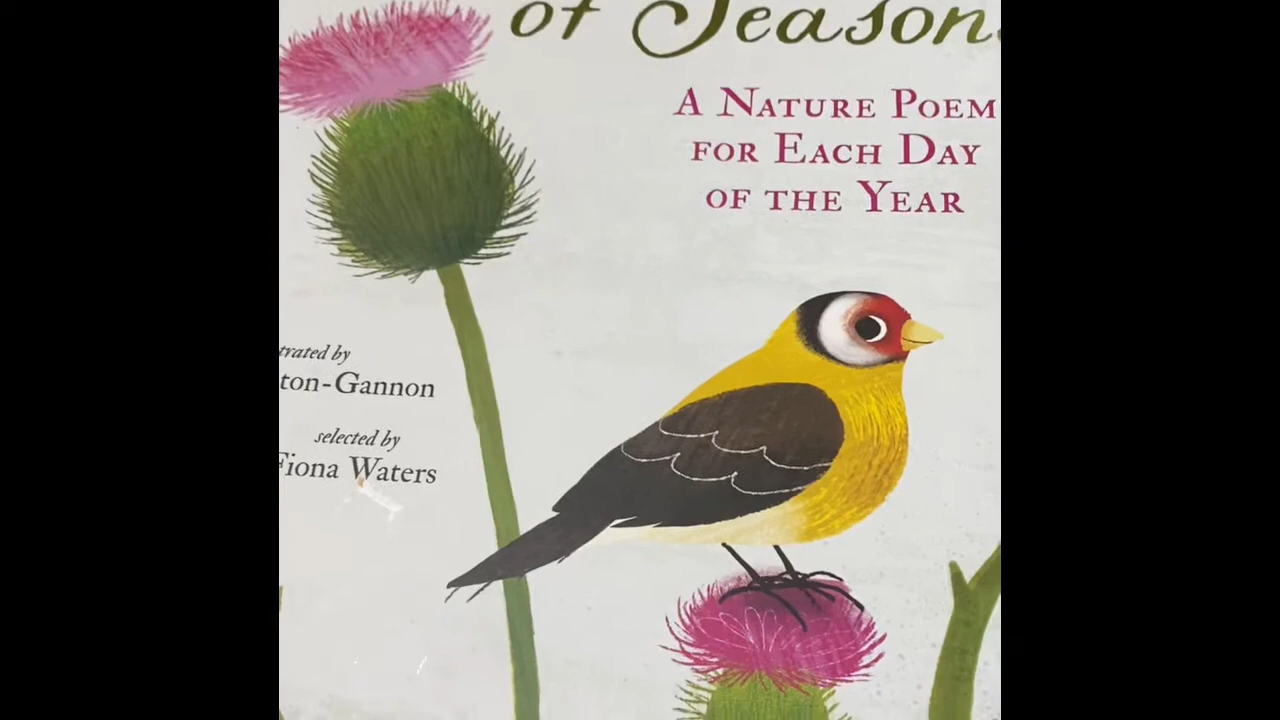 of Season
A NATURE POEM
FOR EACH DAY
OF THE YEAR
trated by
ton-Gannon
selected by
Fiona Waters